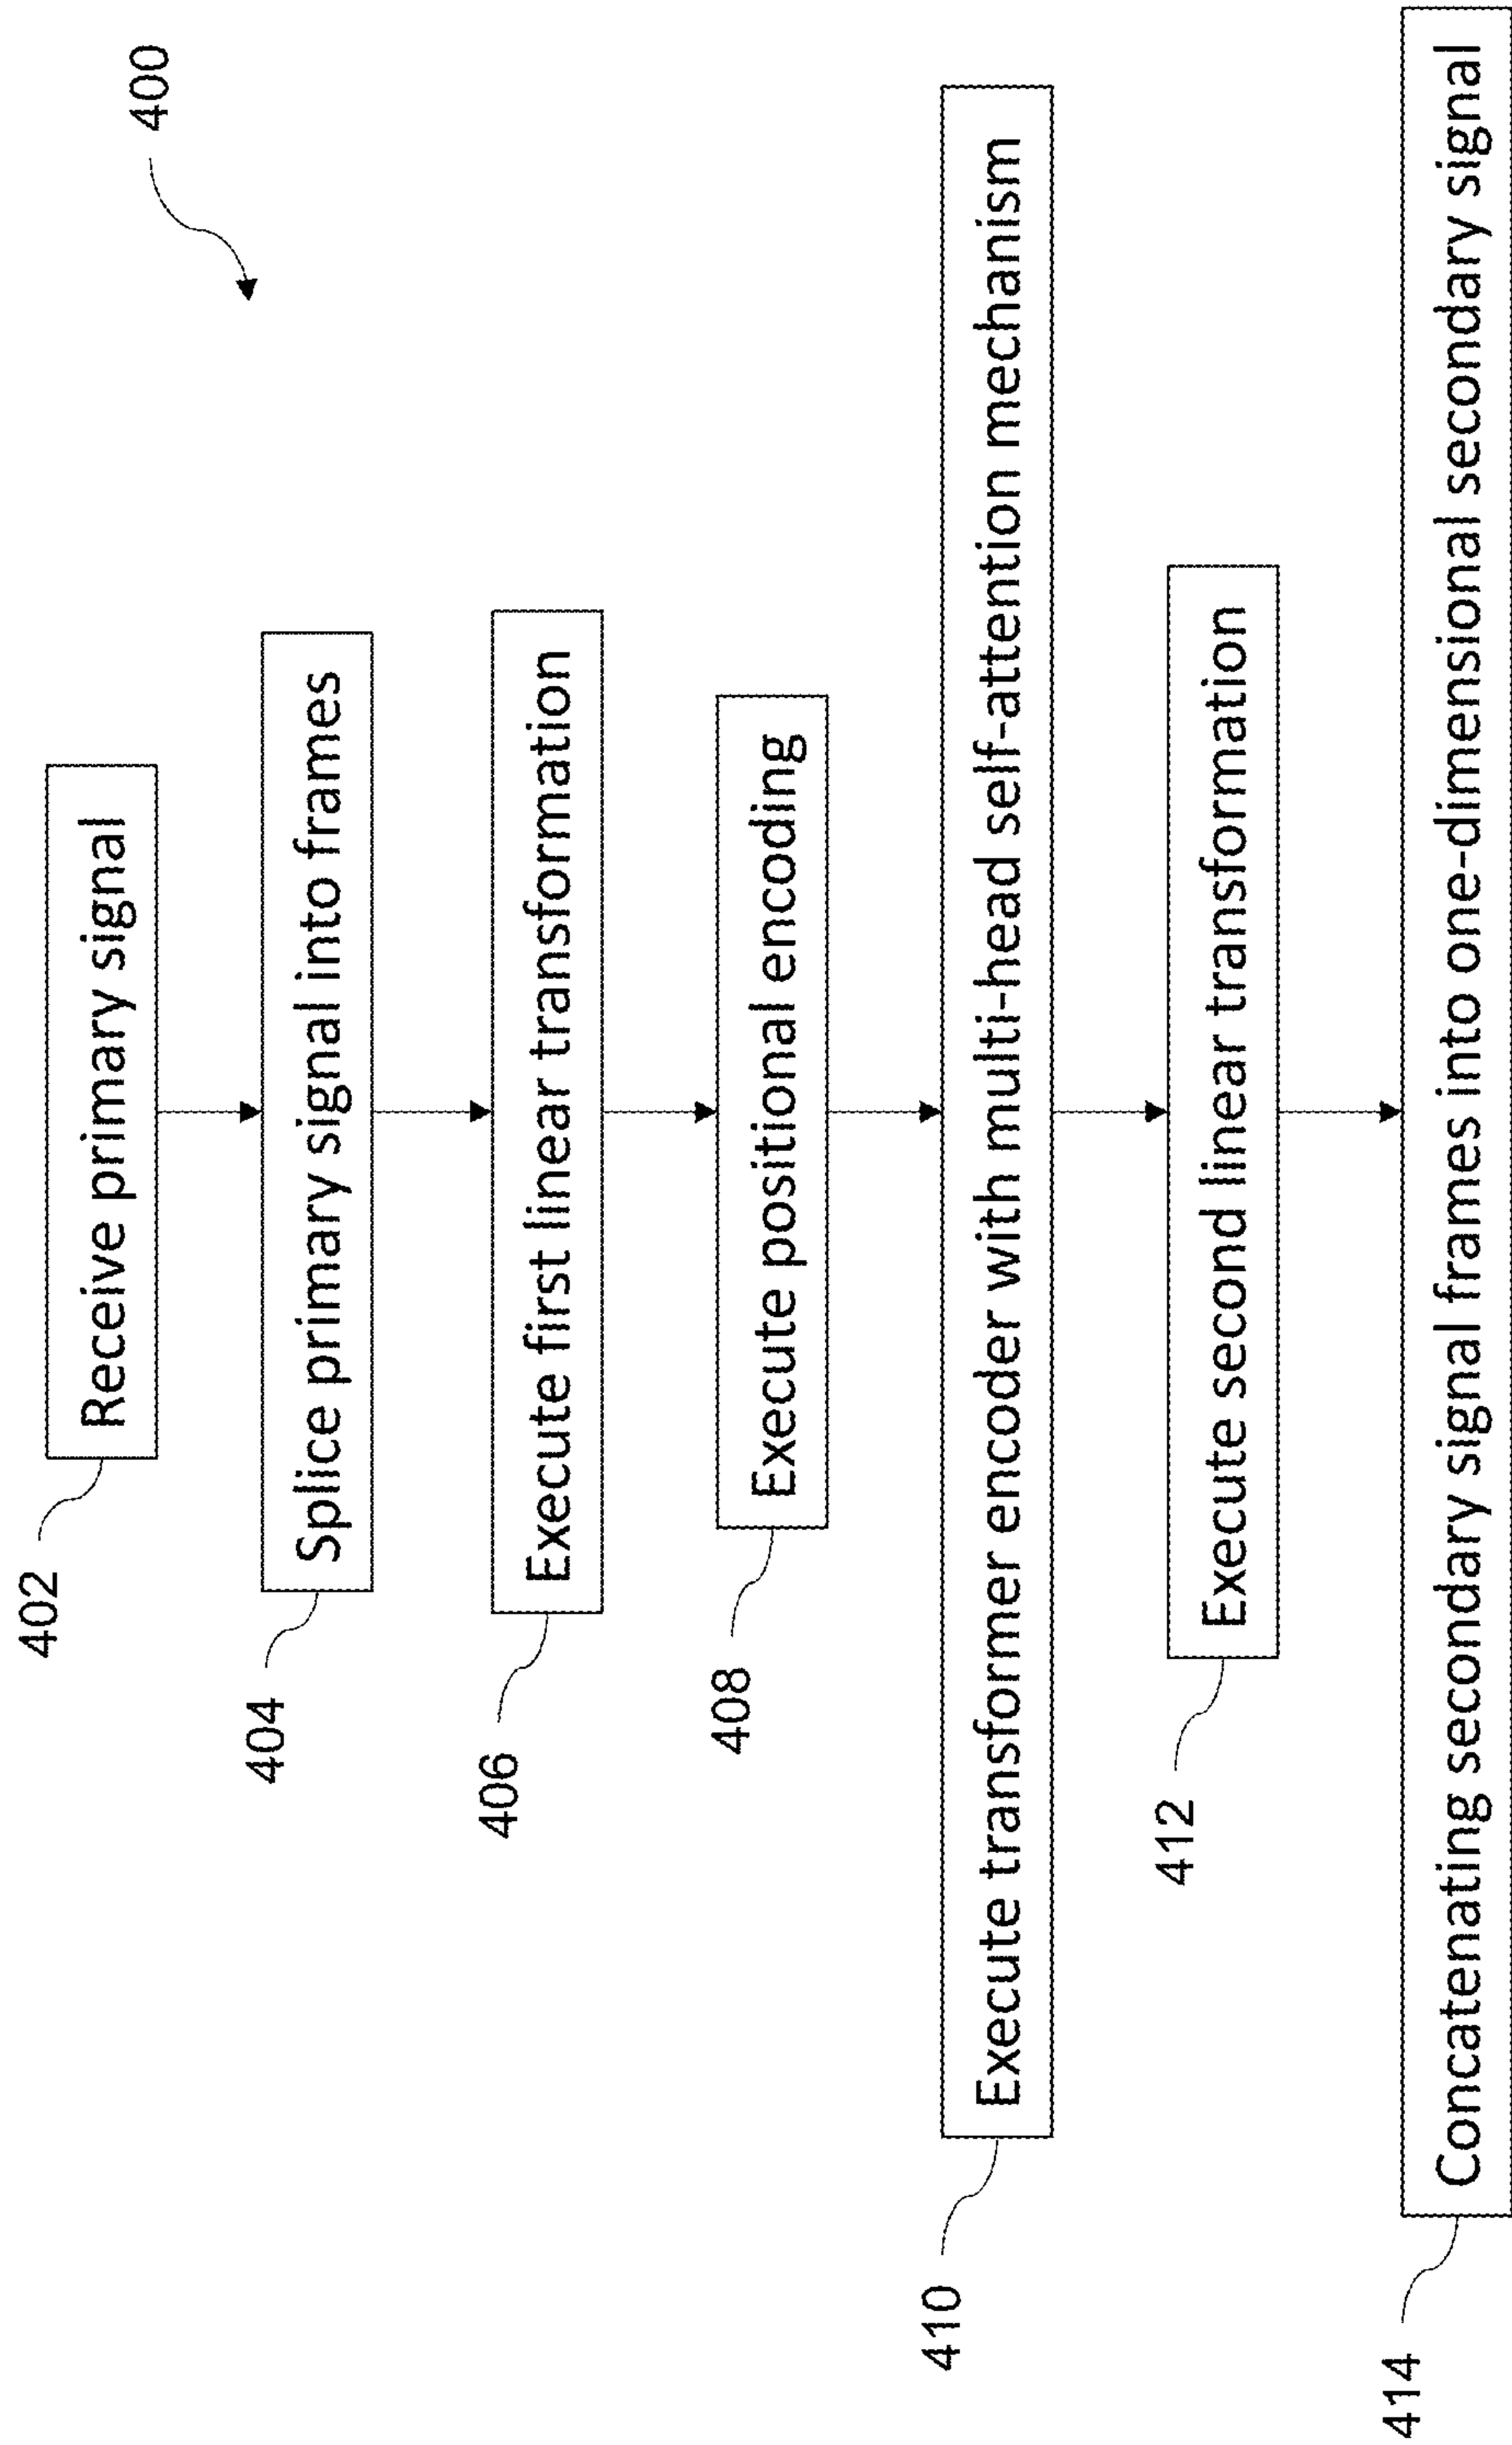 400
402
Receive primary signal
404
Splice primary signal into frames
406
Execute first linear transformation
408
Execute positional encoding
410
Execute transformer encoder with multi-head self-attention mechanism
412
Execute second linear transformation
414
Concatenating secondary signal frames into one-dimensional secondary signal